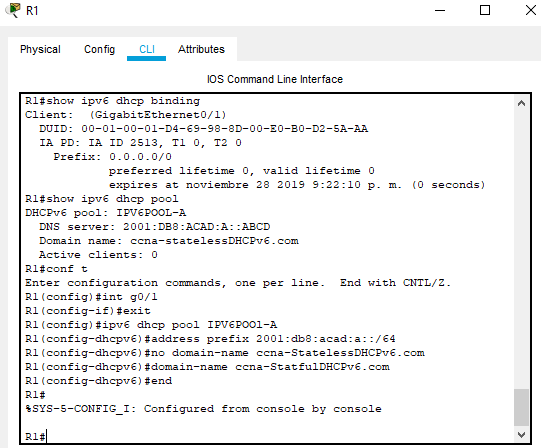 R1
Physical Config CLI Attributes
IOS Command Line Interface
R1#show ipv6 dhcp binding
Client: (GigabitEthernet0/1)
DUID: 00-01-00-01-D4-69-98-8D-00-E0-B0-D2-5A-AA
IA PD: IA ID 2513, T1 0, T2 0
Prefix: 0.0.0.0/0
preferred lifetime 0, valid lifetime 0
expires at noviembre 28 2019 9:22:10 p. m. (0 seconds)
R1#show ipv6 dhcp pool
DHCPv6 pool: IPV6POOL-A
DNS server: 2001:DB8:ACAD:A::ABCD
Domain name: ccna-statelessDHCPv6.com
Active clients: 0
R1#conf t
Enter configuration commands, one per line. End with CNTL/Z.
R1(config)#int g0/1
R1(config-if)#exit
R1(config)#ipv6 dhcp pool IPV6POOl-A
R1(config-dhcpv6)#address prefix 2001:db8:acad:a::/64
R1(config-dhcpv6)#no domain-name ccna-StatelessDHCPv6.com
R1(config-dhcpv6)#domain-name ccna-StatfulDHCPv6.com
R1(config-dhcpv6)#end
R1#
%SYS-5-CONFIG_I: Configured from console by console
R1#